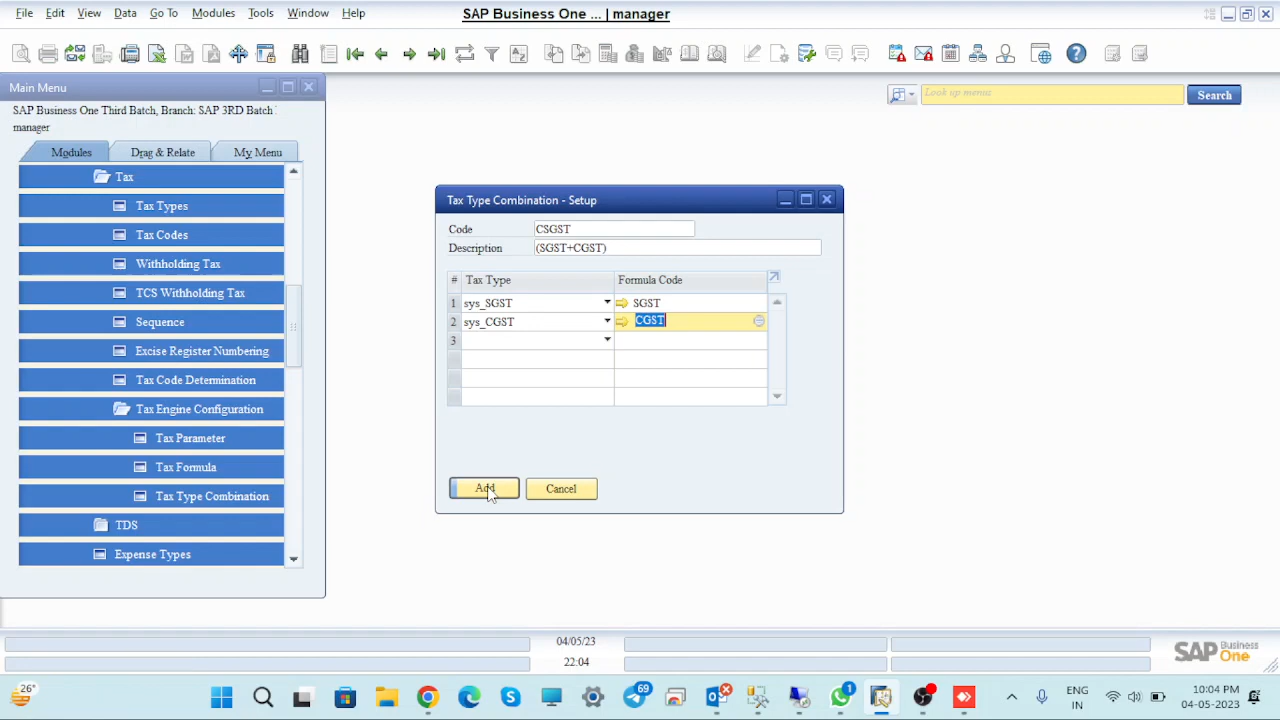 File Edit View Data Go To Modules Tools Window Help
SAP Business One ... | manager
Main Menu
SAP Business One Third Batch, Branch: SAP 3RD Batch
manager
Modules Drag & Relate My Menu
Tax
Tax Types
Tax Codes
Withholding Tax
TCS Withholding Tax
Sequence
Excise Register Numbering
Tax Code Determination
Tax Engine Configuration
Tax Parameter
Tax Formula
Tax Type Combination
TDS
Expense Types
Look up menus
Search
Tax Type Combination - Setup
Code CSGST
Description (SGST+CGST)
# Tax Type Formula Code
1 sys_SGST SGST
2 sys_CGST CGST
3
Add Cancel
04/05/23
22:04
SAP Business
One
26°
69
1
ENG
IN
10:04 PM
04-05-2023